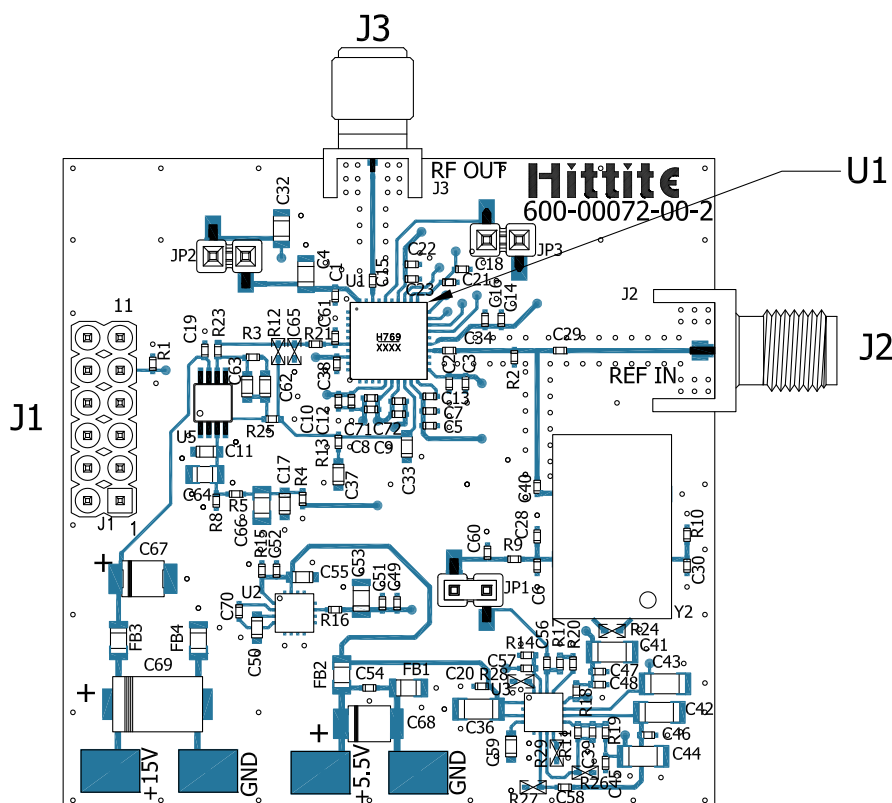 J3
RF OUT
J3
Hittite
600-00072-00-2
U1
C32
JP2
C4
C1
U1
C15
C22
C23
C18
C21
C16
C14
JP3
J2
J2
REF IN
11
J1
J1
1
R1
C19
R23
R3
C63
R12
C65
R21
C61
C38
C62
H769
XXXX
C34
C1
C3
R2
C29
C13
C7
C5
U5
R25
C10
C12
C71
C72
C8
C9
C33
R13
C37
C11
C64
R8
R5
C66
C17
R4
C40
C28
C6
R9
C60
R10
C30
Y2
JP1
C67
R15
C52
C55
U2
C70
C50
R16
C53
C51
C49
FB3
FB4
C69
FB2
C54
FB1
C68
+
+
+
+15V
GND
+5.5V
GND
R14
C57
R28
U3
C20
C36
C59
C56
R17
R20
R24
C41
C47
C48
C43
R18
C42
C46
R19
C44
C45
C39
R11
R29
R26
R27
C58